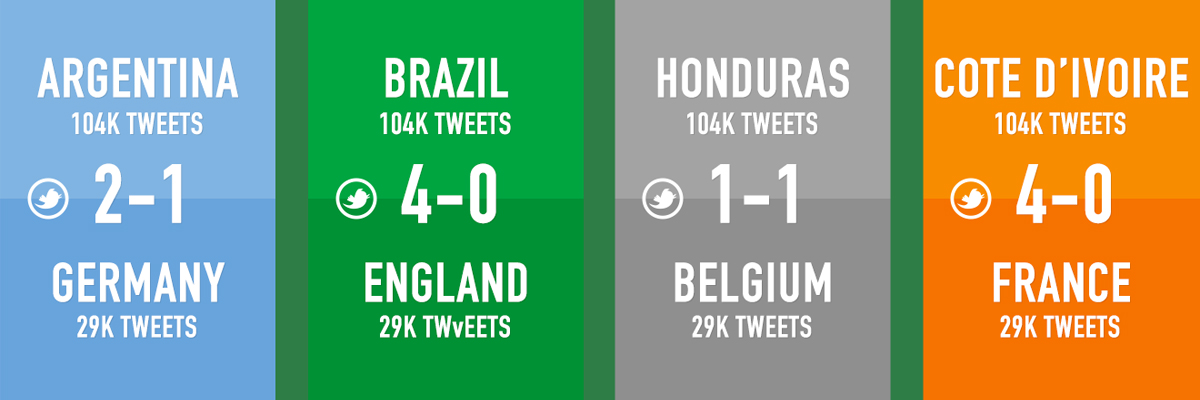 ARGENTINA
104K TWEETS
2-1
GERMANY
29K TWEETS
BRAZIL
104K TWEETS
4-0
ENGLAND
29K TWvEETS
HONDURAS
104K TWEETS
1-1
BELGIUM
29K TWEETS
COTE D'IVOIRE
104K TWEETS
4-0
FRANCE
29K TWEETS